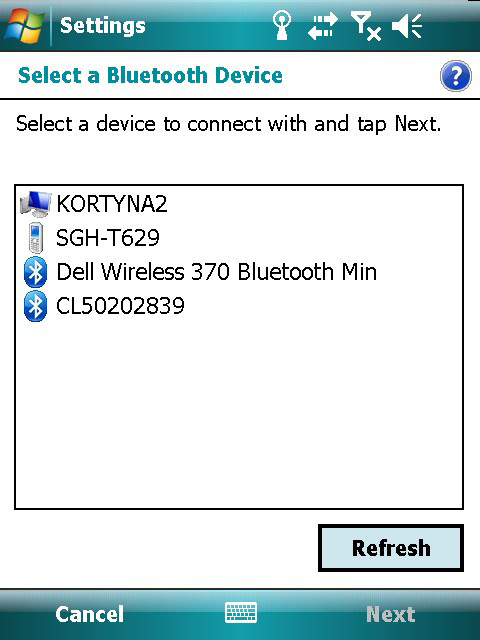 Settings
Select a Bluetooth Device
?
Select a device to connect with and tap Next.
KORTYNA2
SGH-T629
Dell Wireless 370 Bluetooth Min
CL50202839
Refresh
Cancel
Next